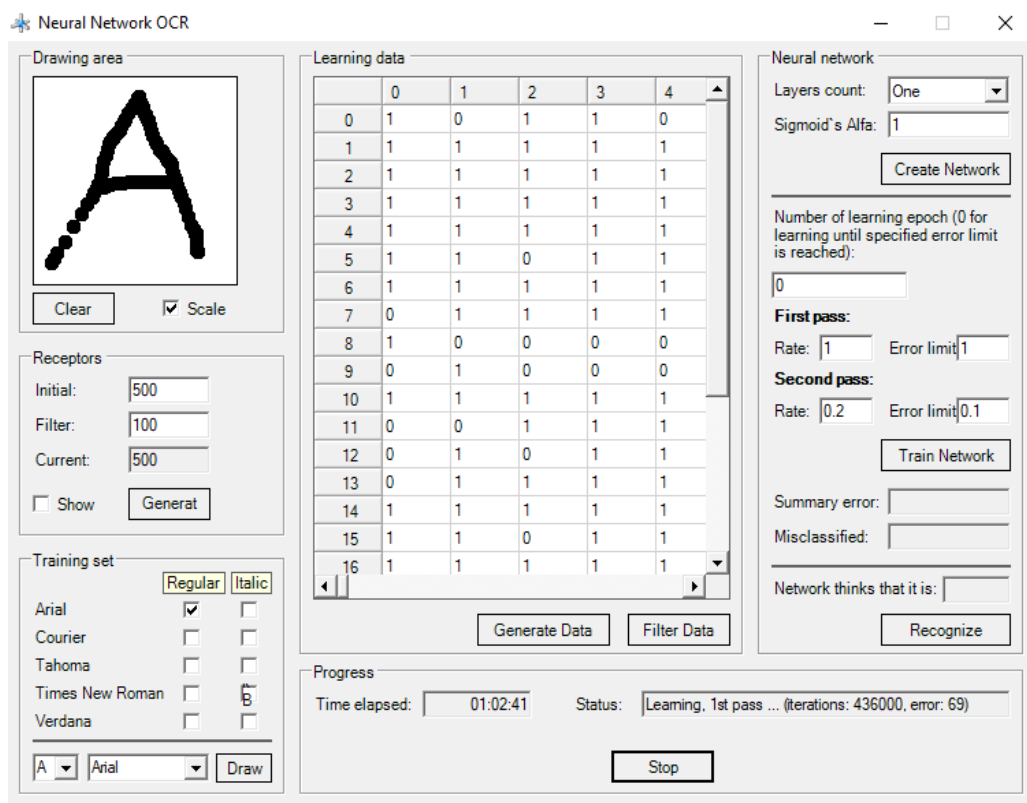 Neural Network OCR
Drawing area
A
Clear
Scale
Receptors
Initial: 500
Filter: 100
Current: 500
Show
Generat
Training set
Regular Italic
Arial
Courier
Tahoma
Times New Roman
Verdana
A Arial Draw
Learning data
0 1 2 3 4
0 1 0 1 1 0
1 1 1 1 1 1
2 1 1 1 1 1
3 1 1 1 1 1
4 1 1 1 1 1
5 1 1 0 1 1
6 1 1 1 1 1
7 0 1 1 1 1
8 1 0 0 0 0
9 0 1 0 0 0
10 1 1 1 1 1
11 0 0 1 1 1
12 0 1 0 1 1
13 0 1 1 1 1
14 1 1 1 1 1
15 1 1 0 1 1
16 1 1 1 1 1
Generate Data Filter Data
Neural network
Layers count: One
Sigmoid`s Alfa: 1
Create Network
Number of learning epoch (0 for
learning until specified error limit
is reached):
0
First pass:
Rate: 1 Error limit 1
Second pass:
Rate: 0.2 Error limit 0.1
Train Network
Summary error:
Misclassified:
Network thinks that it is:
Recognize
Progress
Time elapsed: 01:02:41 Status: Learning, 1st pass ... (iterations: 436000, error: 69)
Stop